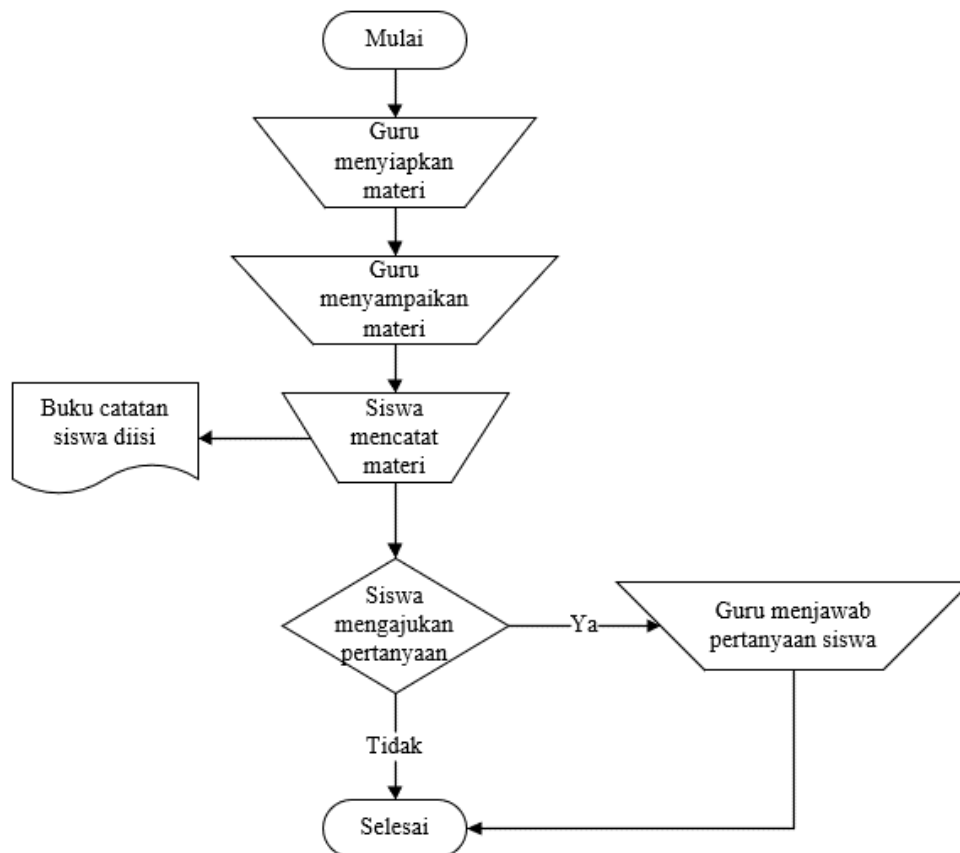 Mulai
Guru
menyiapkan
materi
Guru
menyampaikan
materi
Buku catatan
siswa diisi
Siswa
mencatat
materi
Siswa
mengajukan
pertanyaan
Ya
Guru menjawab
pertanyaan siswa
Tidak
Selesai